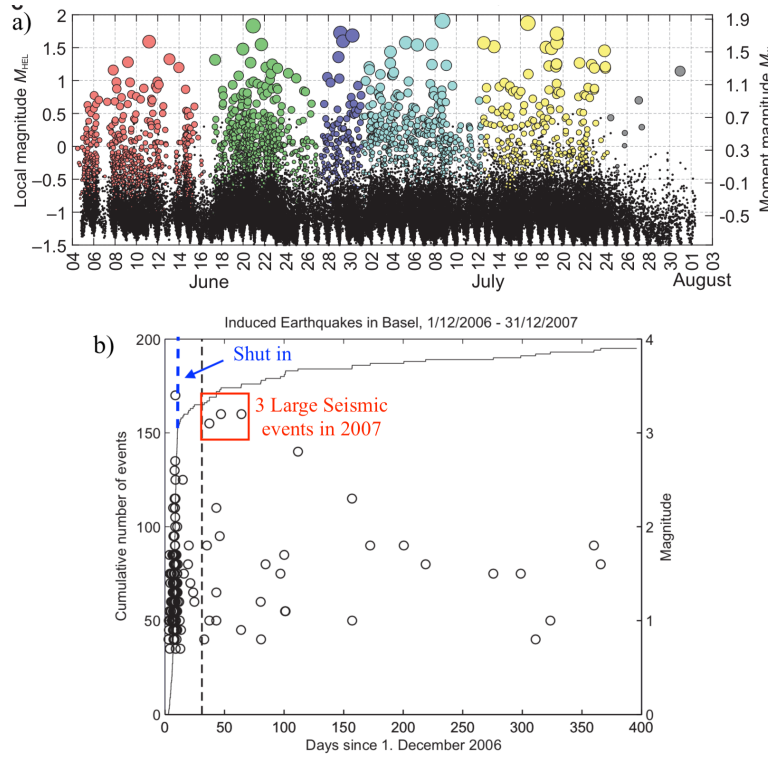 a)
Local magnitude M_HEL
2
1.5
1
0.5
0
−0.5
−1
−1.5
1.9
1.5
1.1
0.7
0.3
-0.1
-0.5
Moment magnitude M
04 06 08 10 12 14 16 18 20 22 24 26 28 30 02 04 06 08 10 12 14 16 18 20 22 24 26 28 30 01 03
June July August
Induced Earthquakes in Basel, 1/12/2006 - 31/12/2007
b)
Cumulative number of events
200
150
100
50
0
Shut in
3 Large Seismic
events in 2007
4
3
2
1
0
Magnitude
0 50 100 150 200 250 300 350 400
Days since 1. December 2006